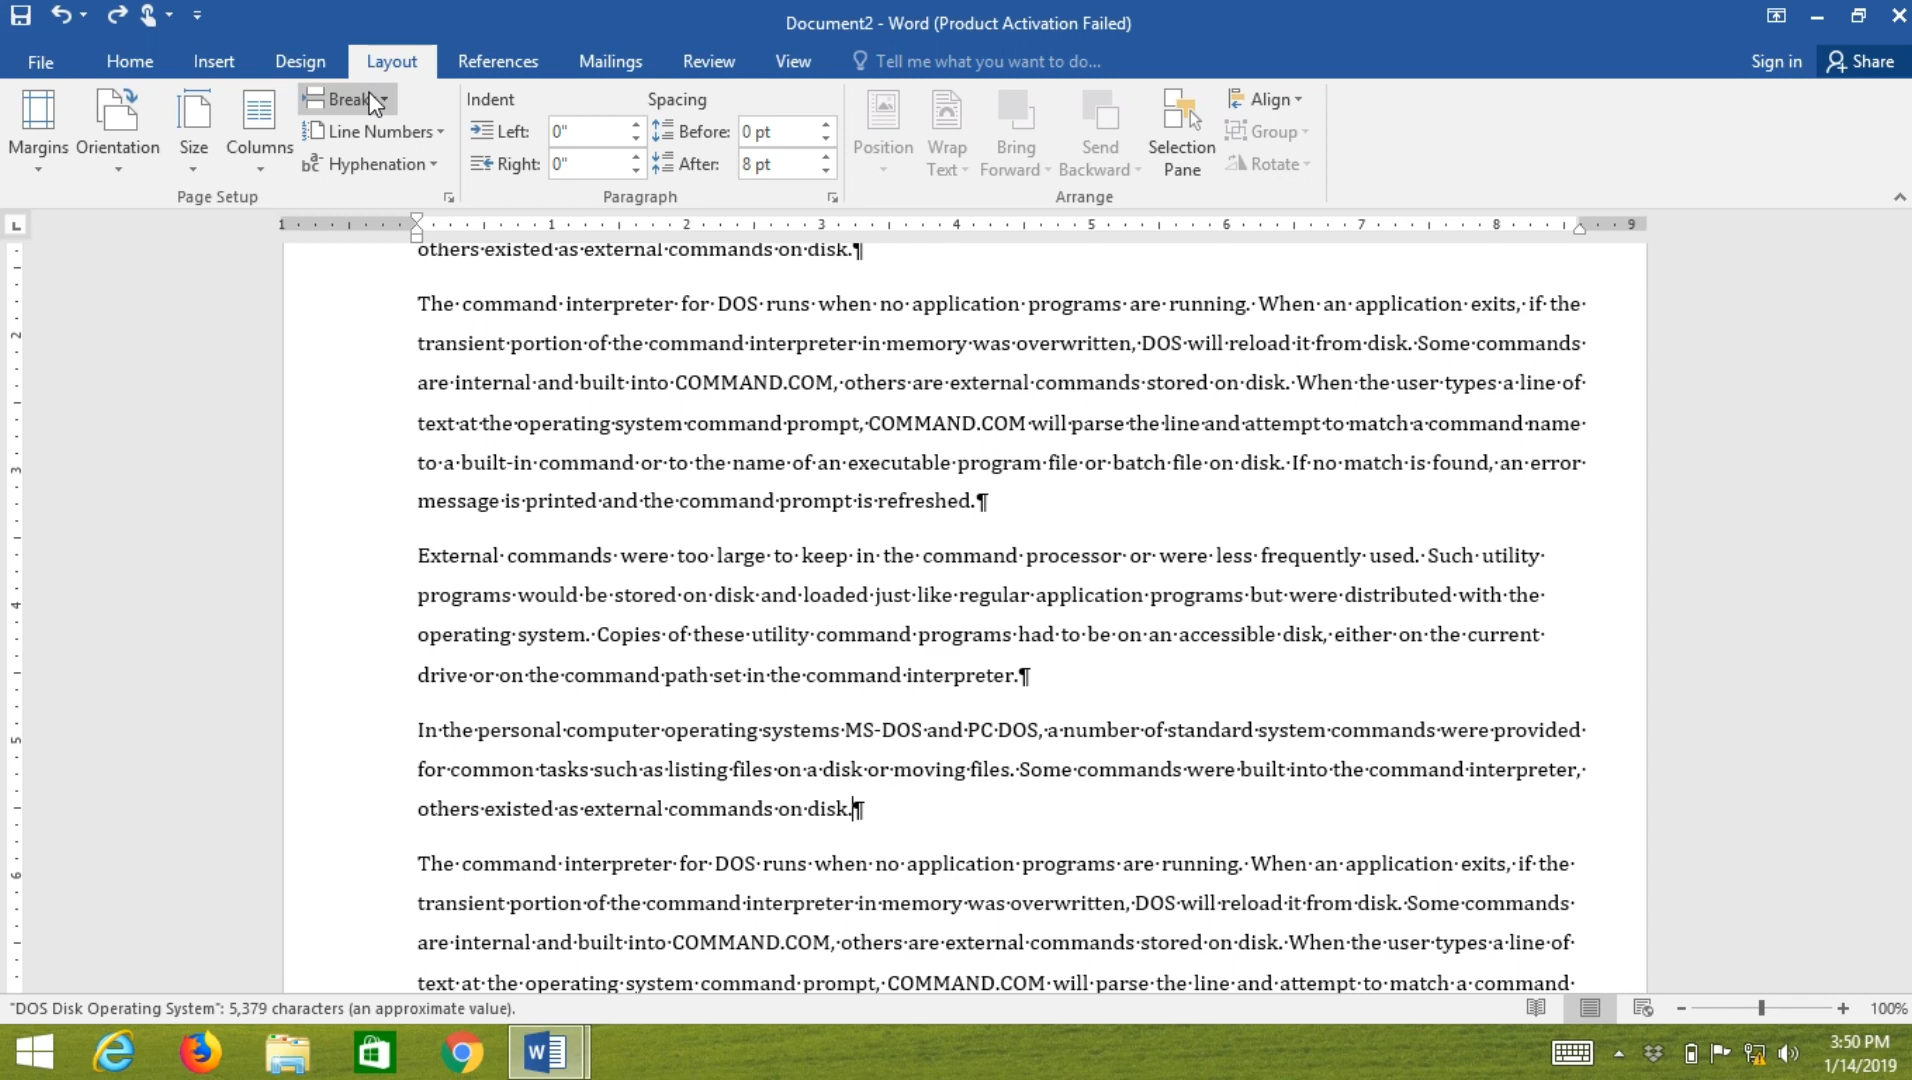 Document2 - Word (Product Activation Failed)
File Home Insert Design Layout References Mailings Review View Tell me what you want to do... Sign in Share
Margins Orientation Size Columns
Line Numbers
Hyphenation
Page Setup
Indent Spacing
Left: 0" Before: 0 pt
Right: 0" After: 8 pt
Paragraph
Position Wrap Text Bring Forward Send Backward Selection Pane
Align
Group
Rotate
Arrange
1 1 2 3 4 5 6 7 8 9
2
3
4
5
6
others·existed·as·external·commands·on·disk.¶
The·command·interpreter·for·DOS·runs·when·no·application·programs·are·running.·When·an·application·exits,·if·the·
transient·portion·of·the·command·interpreter·in·memory·was·overwritten,·DOS·will·reload·it·from·disk.·Some·commands·
are·internal·and·built·into·COMMAND.COM,·others·are·external·commands·stored·on·disk.·When·the·user·types·a·line·of·
text·at·the·operating·system·command·prompt,·COMMAND.COM·will·parse·the·line·and·attempt·to·match·a·command·name·
to·a·built-in·command·or·to·the·name·of·an·executable·program·file·or·batch·file·on·disk.·If·no·match·is·found,·an·error·
message·is·printed·and·the·command·prompt·is·refreshed.¶
External·commands·were·too·large·to·keep·in·the·command·processor·or·were·less·frequently·used.·Such·utility·
programs·would·be·stored·on·disk·and·loaded·just·like·regular·application·programs·but·were·distributed·with·the·
operating·system.·Copies·of·these·utility·command·programs·had·to·be·on·an·accessible·disk,·either·on·the·current·
drive·or·on·the·command·path·set·in·the·command·interpreter.¶
In·the·personal·computer·operating·systems·MS-DOS·and·PC·DOS,·a·number·of·standard·system·commands·were·provided·
for·common·tasks·such·as·listing·files·on·a·disk·or·moving·files.·Some·commands·were·built·into·the·command·interpreter,·
others·existed·as·external·commands·on·disk.¶
The·command·interpreter·for·DOS·runs·when·no·application·programs·are·running.·When·an·application·exits,·if·the·
transient·portion·of·the·command·interpreter·in·memory·was·overwritten,·DOS·will·reload·it·from·disk.·Some·commands·
are·internal·and·built·into·COMMAND.COM,·others·are·external·commands·stored·on·disk.·When·the·user·types·a·line·of·
text·at·the·operating·system·command·prompt,·COMMAND.COM·will·parse·the·line·and·attempt·to·match·a·command·
"DOS Disk Operating System": 5,379 characters (an approximate value). 100%
3:50 PM
1/14/2019